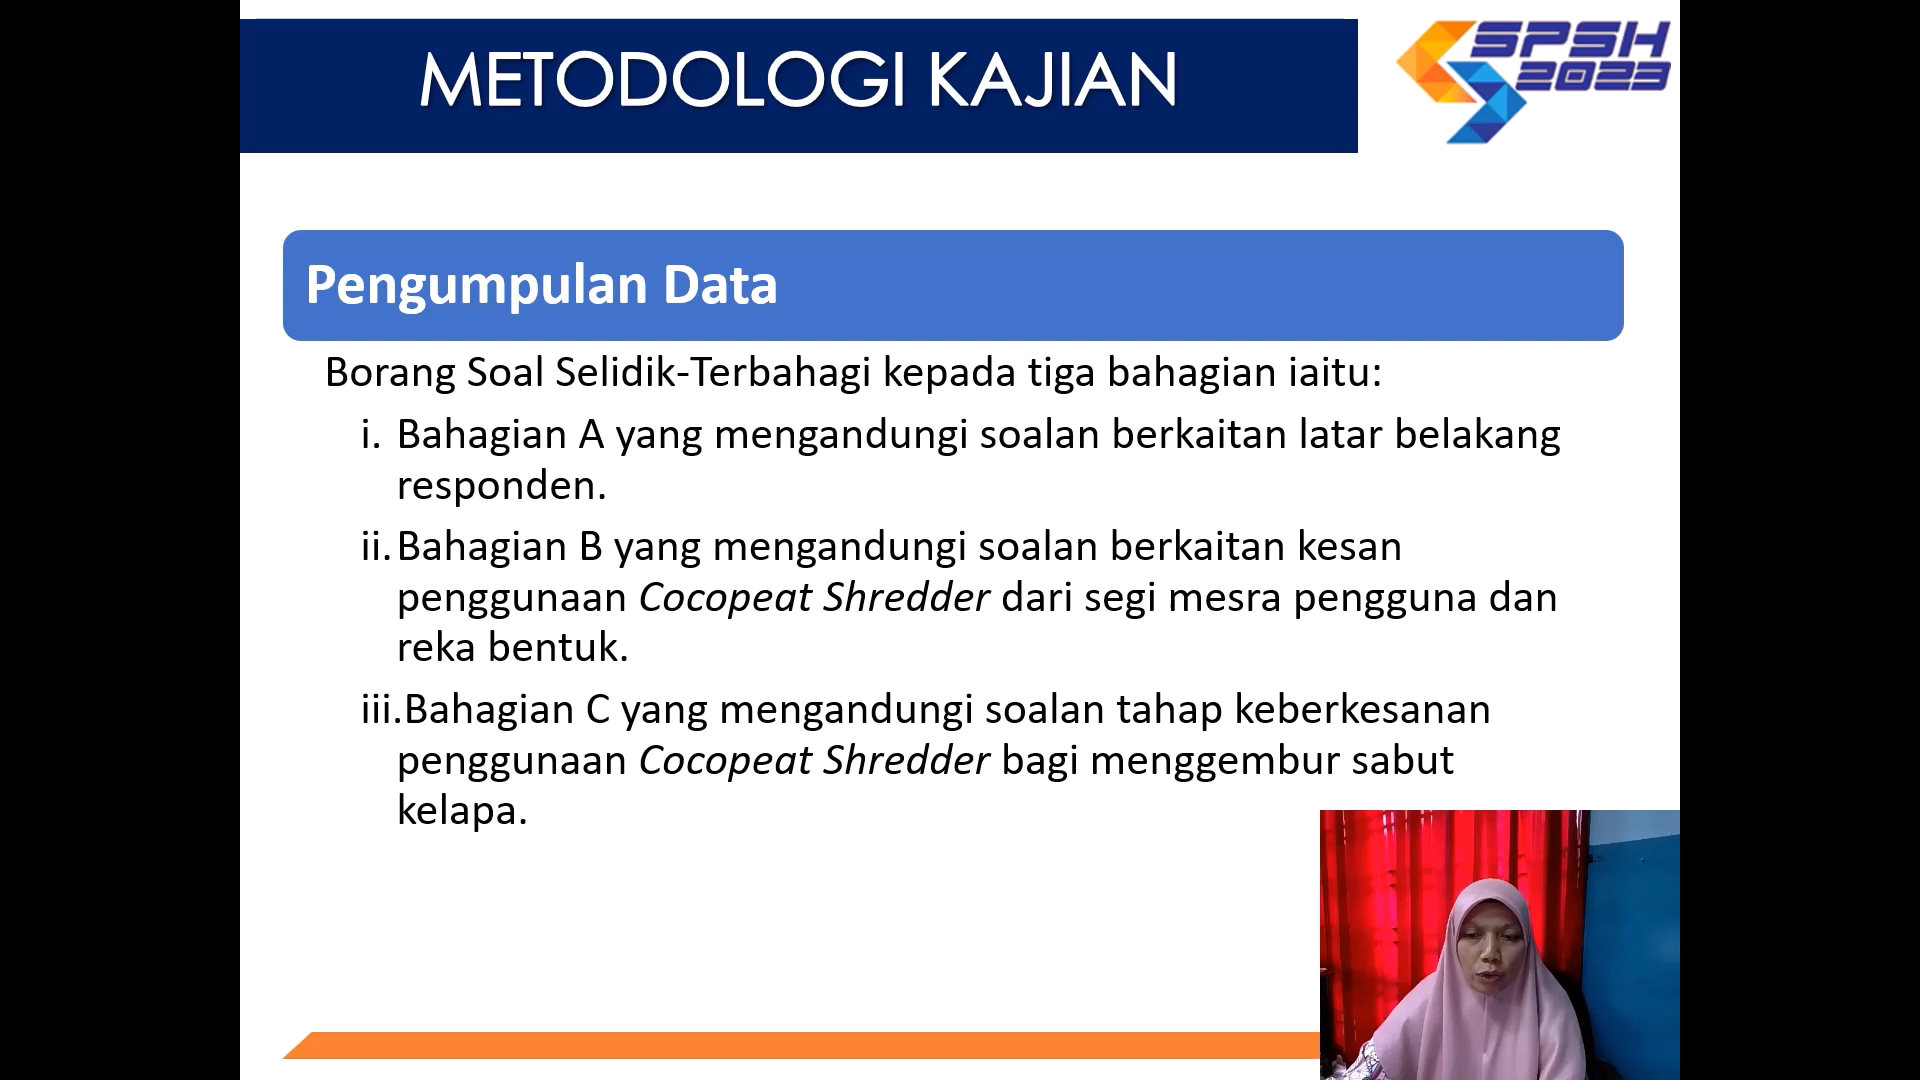 METODOLOGI KAJIAN
SPSH
2023
Pengumpulan Data
Borang Soal Selidik-Terbahagi kepada tiga bahagian iaitu:
i. Bahagian A yang mengandungi soalan berkaitan latar belakang
responden.
ii. Bahagian B yang mengandungi soalan berkaitan kesan
penggunaan Cocopeat Shredder dari segi mesra pengguna dan
reka bentuk.
iii.Bahagian C yang mengandungi soalan tahap keberkesanan
penggunaan Cocopeat Shredder bagi menggembur sabut
kelapa.